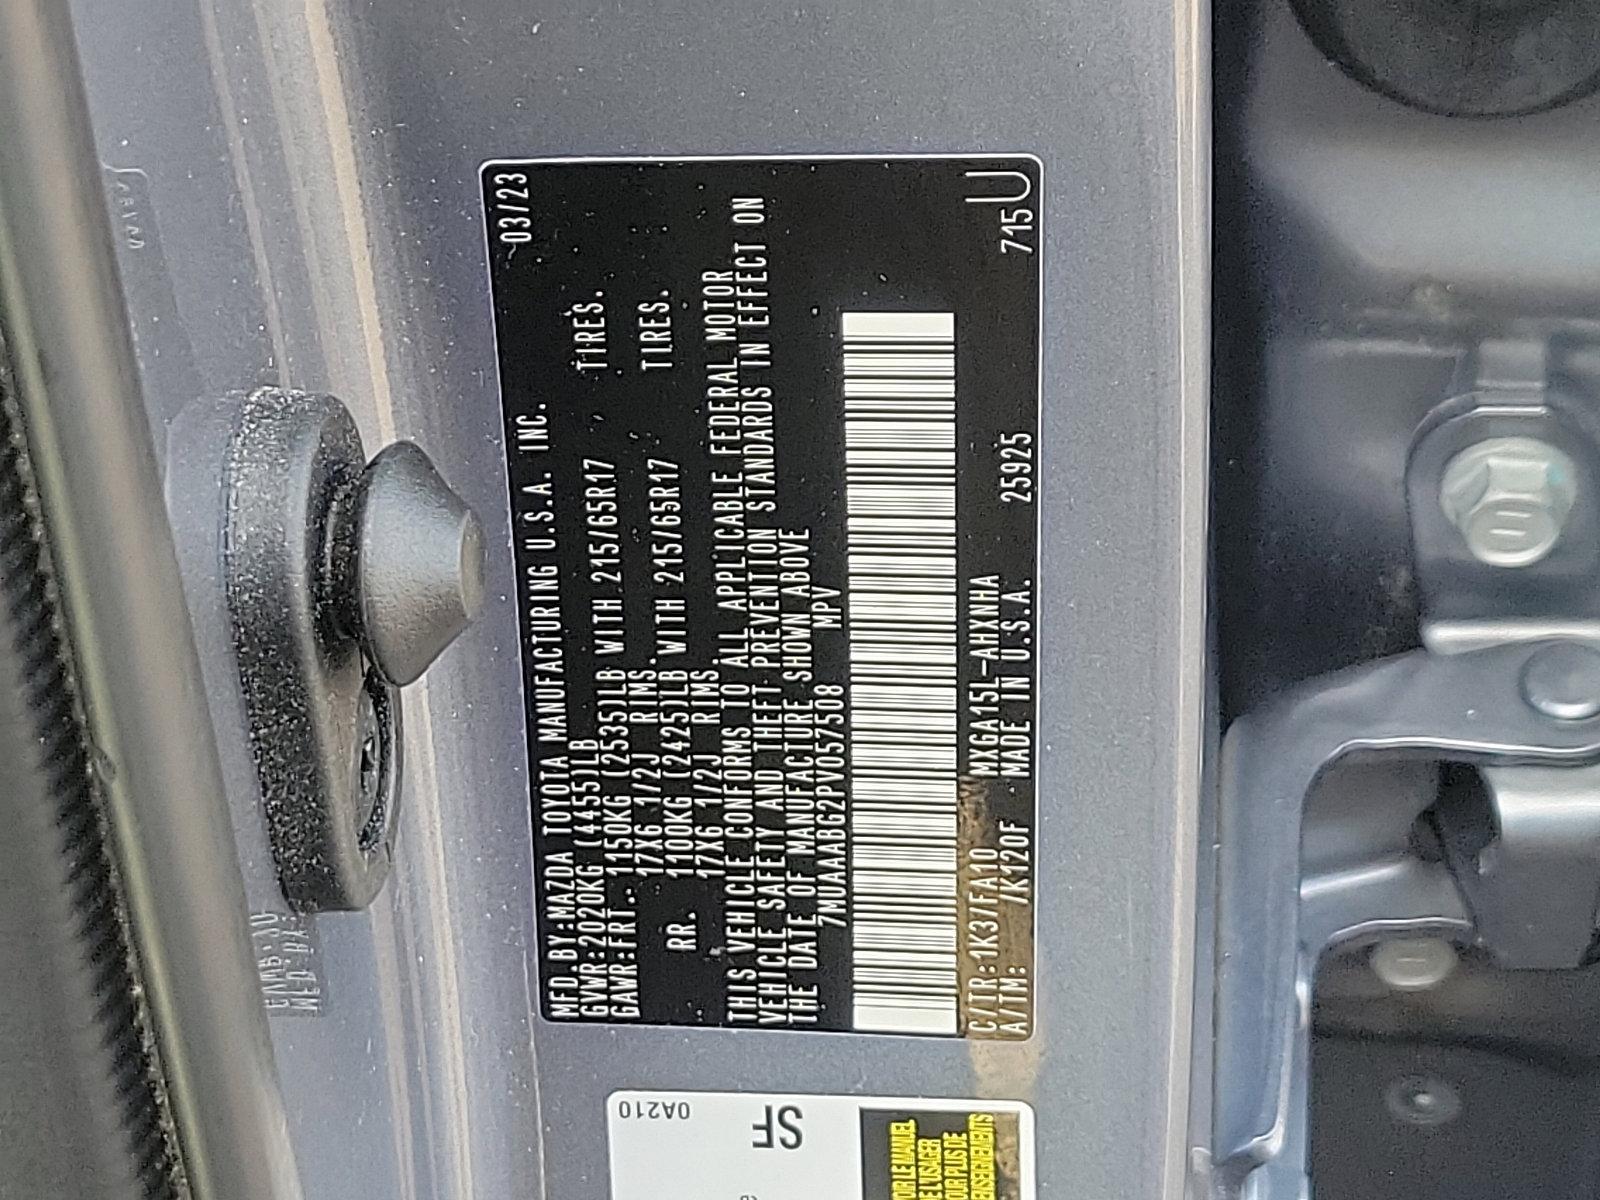 MFD.BY:MAZDA TOYOTA MANUFACTURING U.S.A. INC. 03/23
GVWR:2020KG (4455)LB
GAWR:FRT. 1150KG (2535)LB WITH 215/65R17 TIRES.
17X6 1/2J RIMS.
RR. 1100KG (2425)LB WITH 215/65R17 TIRES.
17X6 1/2J RIMS.
THIS VEHICLE CONFORMS TO ALL APPLICABLE FEDERAL MOTOR
VEHICLE SAFETY AND THEFT PREVENTION STANDARDS IN EFFECT ON
THE DATE OF MANUFACTURE SHOWN ABOVE
7MUAAABG2PV057508 MPV
C/TR:1K3/FA10 MXGA15L-AHXNHA
A/TM: /K120F MADE IN U.S.A. 25925 715 U
0A210
SF